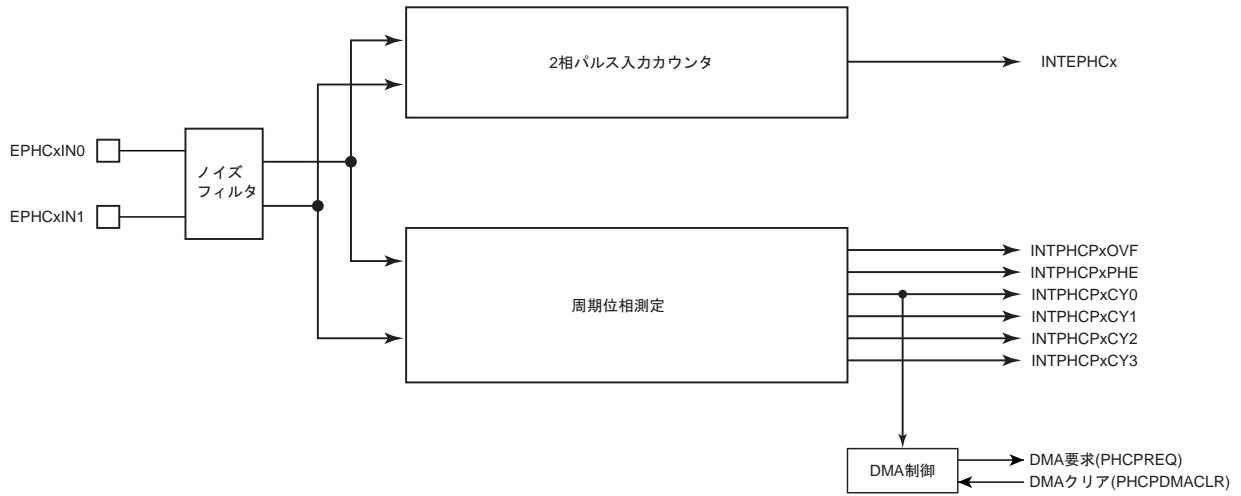 2相パルス入力カウンタ
INTEPHCx
EPHCxIN0
ノイズ
フィルタ
EPHCxIN1
周期位相測定
INTPHCPxOVF
INTPHCPxPHE
INTPHCPxCY0
INTPHCPxCY1
INTPHCPxCY2
INTPHCPxCY3
DMA制御
DMA要求(PHCPREQ)
DMAクリア(PHCPDMACLR)